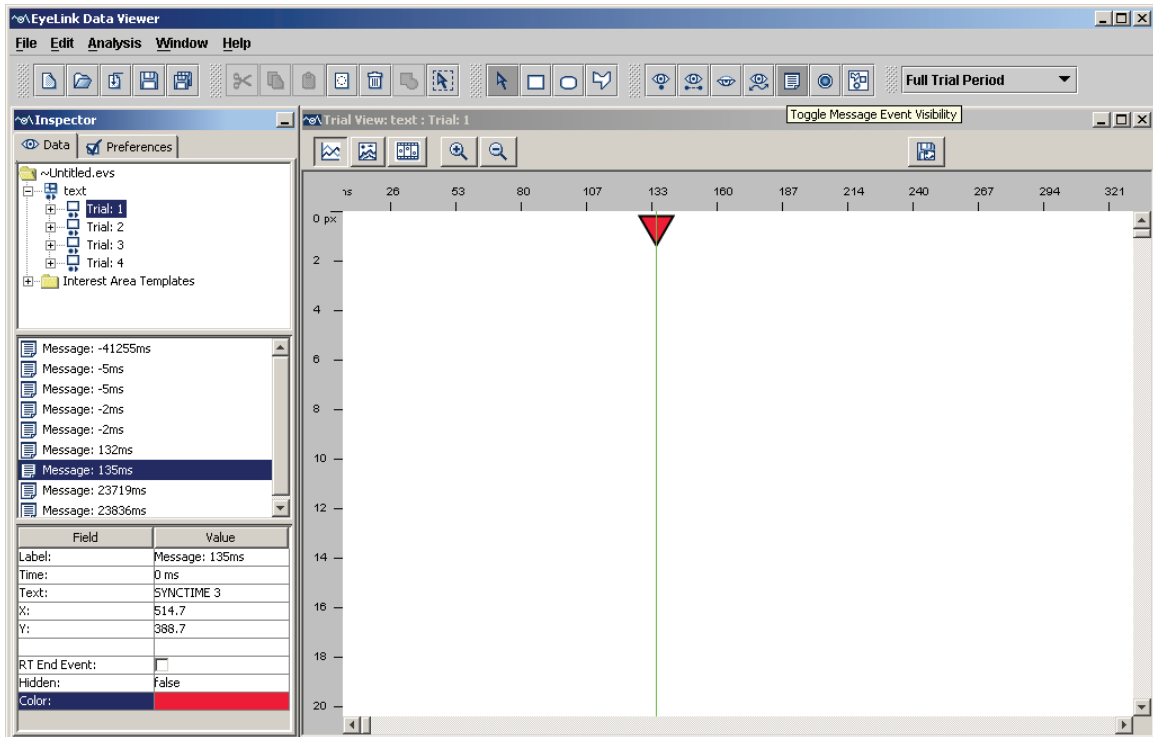 EyeLink Data Viewer
File Edit Analysis Window Help
Full Trial Period
Toggle Message Event Visibility
Inspector
Trial View: text : Trial: 1
Data Preferences
~Untitled.evs
text
Trial: 1
Trial: 2
Trial: 3
Trial: 4
Interest Area Templates
Message: -41255ms
Message: -5ms
Message: -5ms
Message: -2ms
Message: -2ms
Message: 132ms
Message: 135ms
Message: 23719ms
Message: 23836ms
Field Value
Label: Message: 135ms
Time: 0 ms
Text: SYNCTIME 3
X: 514.7
Y: 388.7
RT End Event:
Hidden: false
Color:
26 53 80 107 133 160 187 214 240 267 294 321
0 px
2
4
6
8
10
12
14
16
18
20